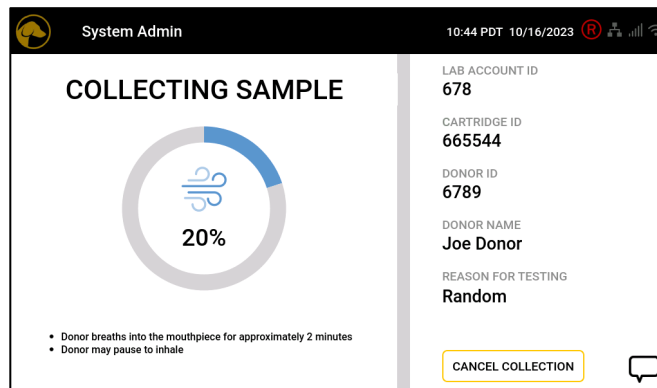 System Admin
10:44 PDT 10/16/2023 R
COLLECTING SAMPLE
20%
• Donor breaths into the mouthpiece for approximately 2 minutes
• Donor may pause to inhale
LAB ACCOUNT ID
678
CARTRIDGE ID
665544
DONOR ID
6789
DONOR NAME
Joe Donor
REASON FOR TESTING
Random
CANCEL COLLECTION